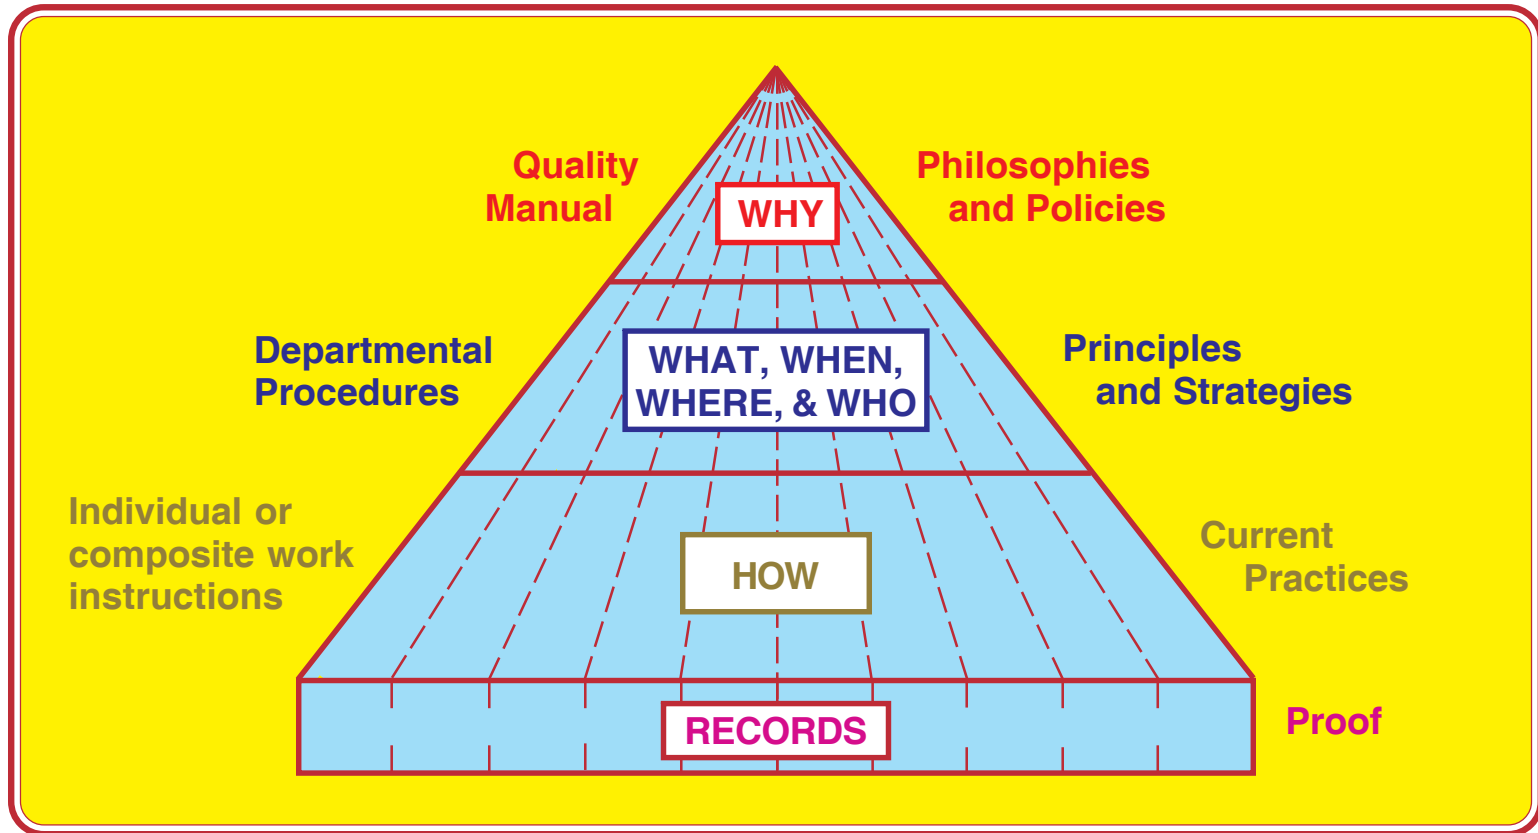 Quality
Manual
WHY
Philosophies
and Policies
Departmental
Procedures
WHAT, WHEN,
WHERE, & WHO
Principles
and Strategies
Individual or
composite work
instructions
HOW
Current
Practices
RECORDS
Proof